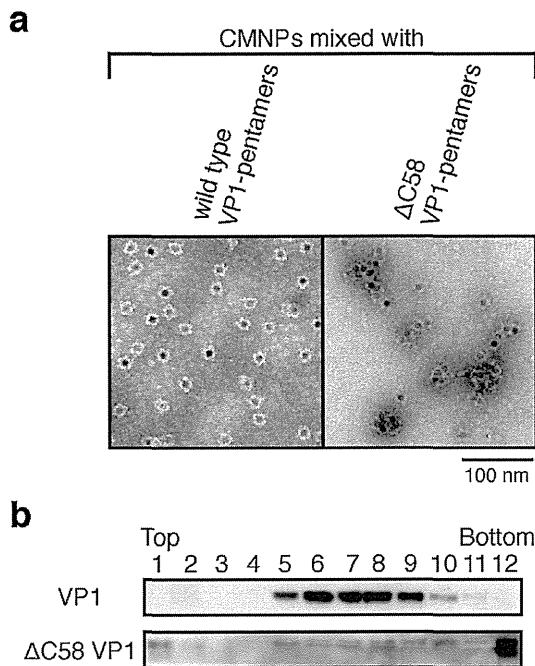 a
CMNPs mixed with
wild type
VP1-pentamers
ΔC58
VP1-pentamers
100 nm
b
Top
Bottom
1 2 3 4 5 6 7 8 9 10 11 12
VP1
ΔC58 VP1